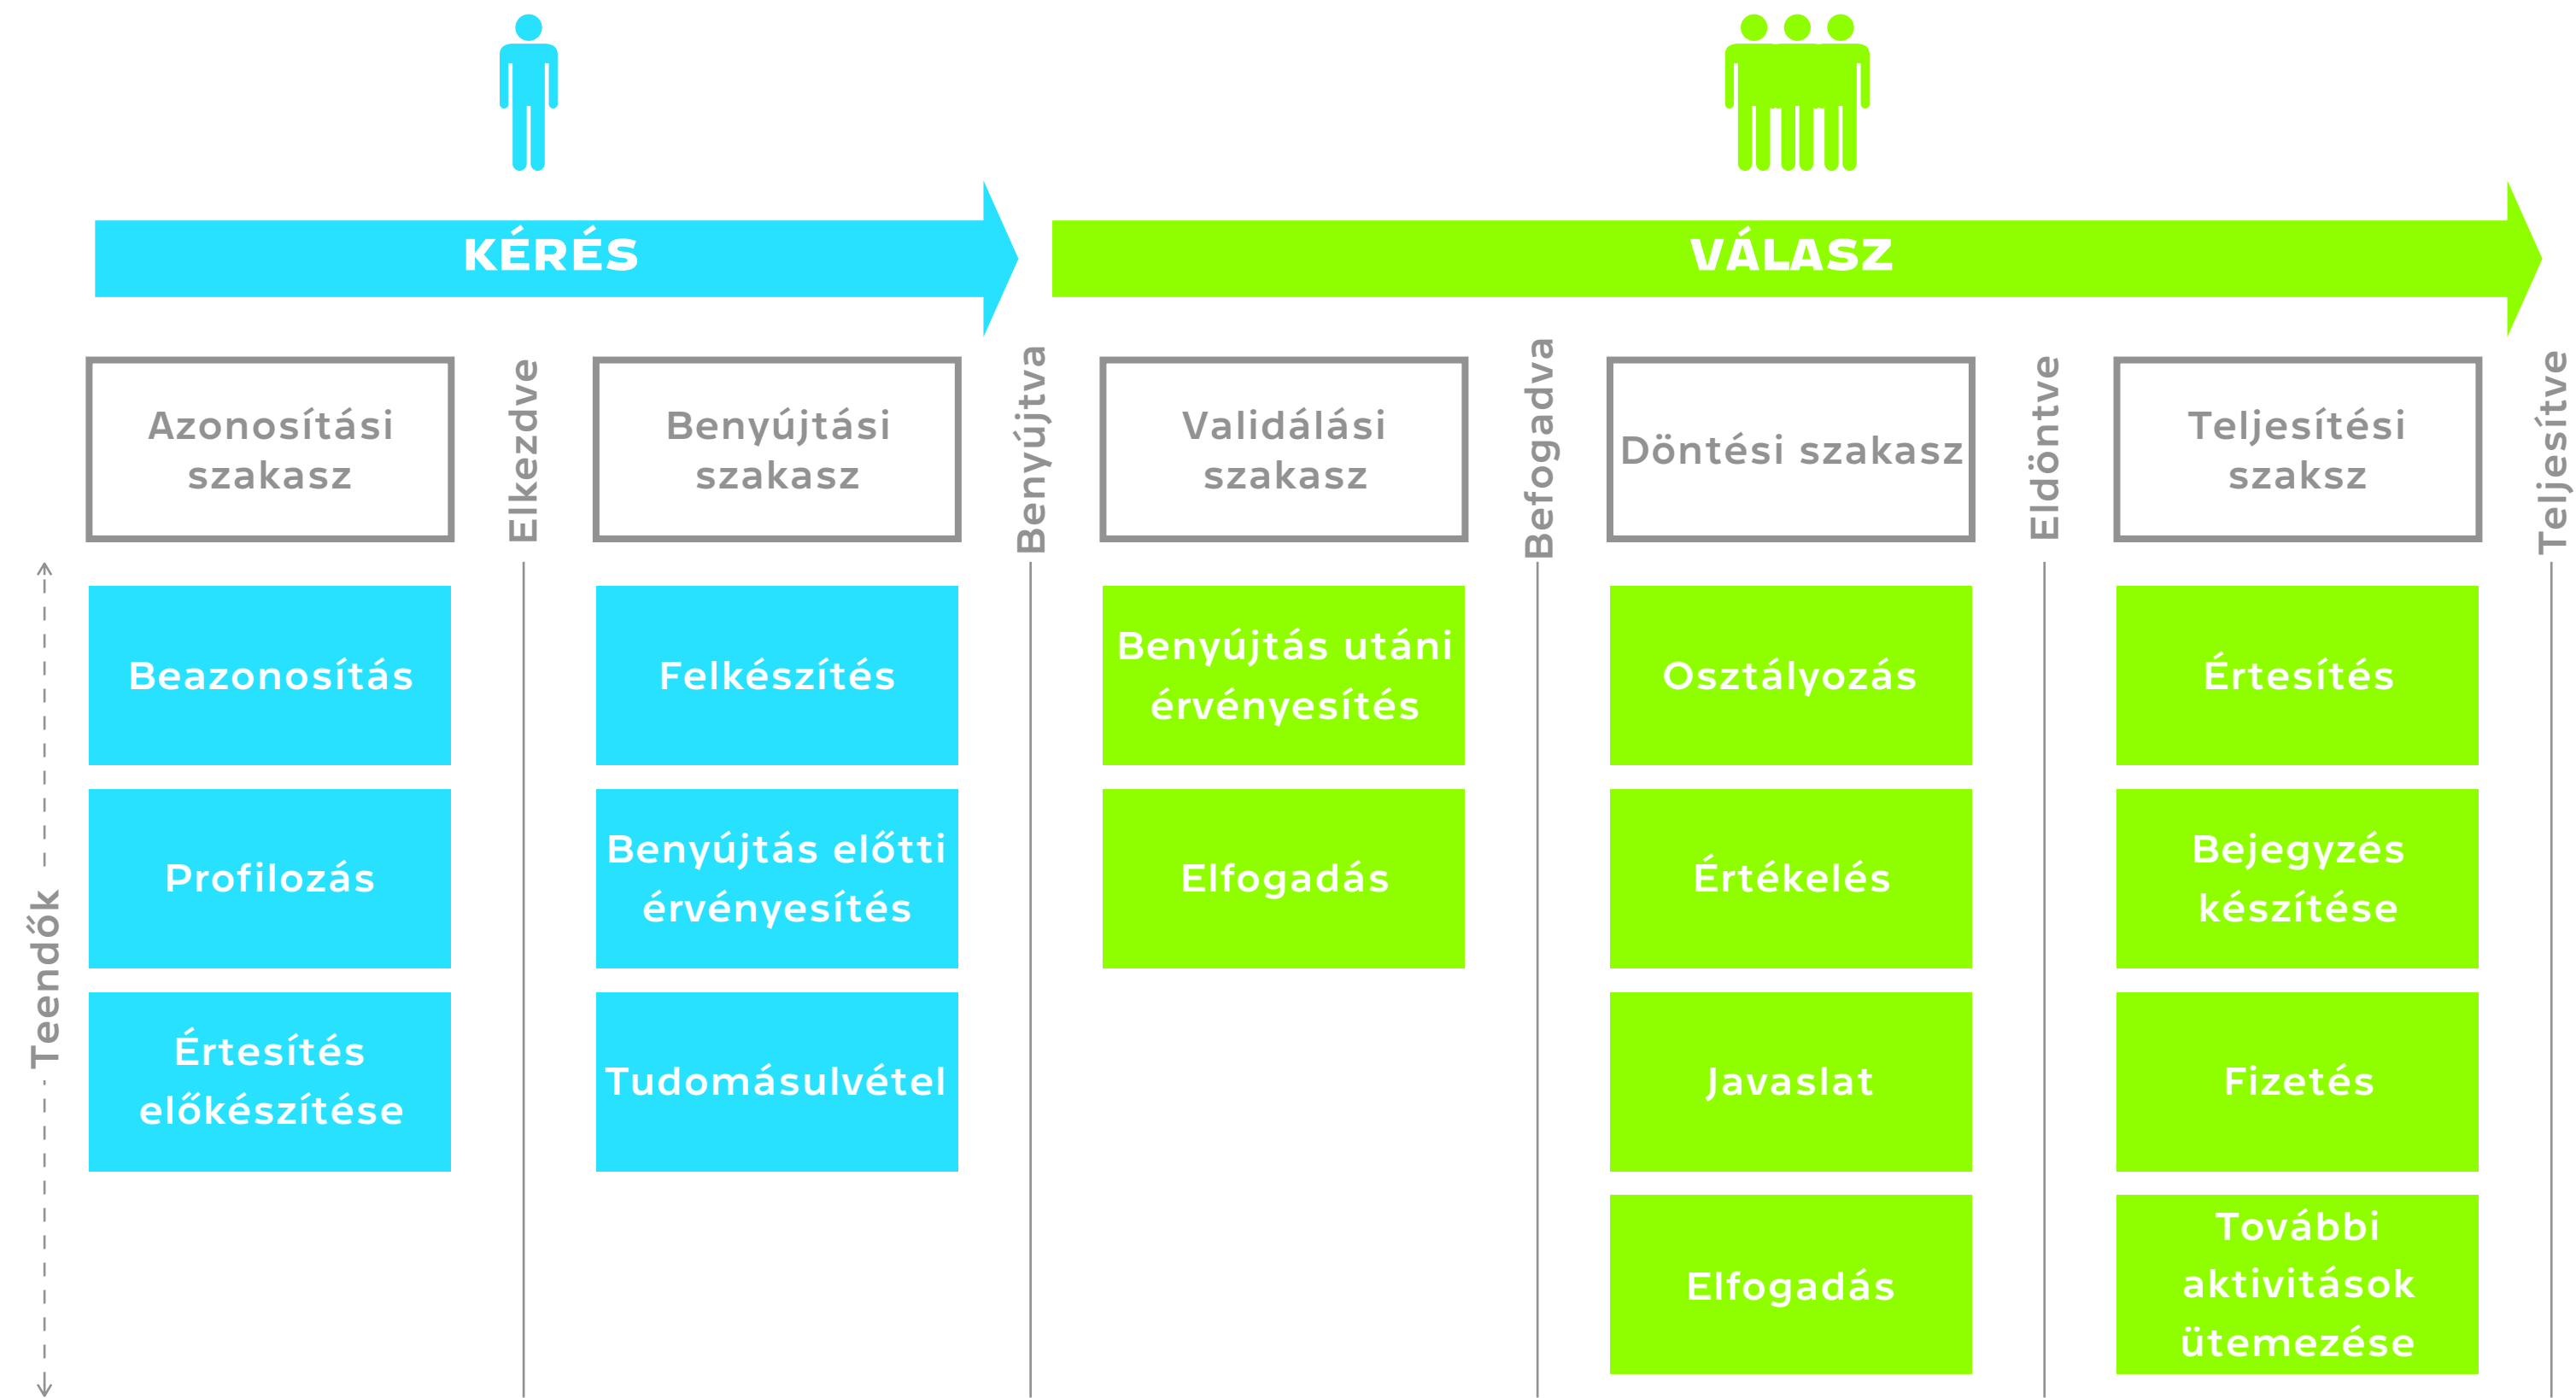 KÉRÉS
VÁLASZ
Azonosítási
szakasz
Elkezdve
Benyújtási
szakasz
Benyújtva
Validálási
szakasz
Befogadva
Döntési szakasz
Eldöntve
Teljesítési
szaksz
Teljesítve
Teendők
Beazonosítás
Profilozás
Értesítés
előkészítése
Felkészítés
Benyújtás előtti
érvényesítés
Tudomásulvétel
Benyújtás utáni
érvényesítés
Elfogadás
Osztályozás
Értékelés
Javaslat
Elfogadás
Értesítés
Bejegyzés
készítése
Fizetés
További
aktivitások
ütemezése